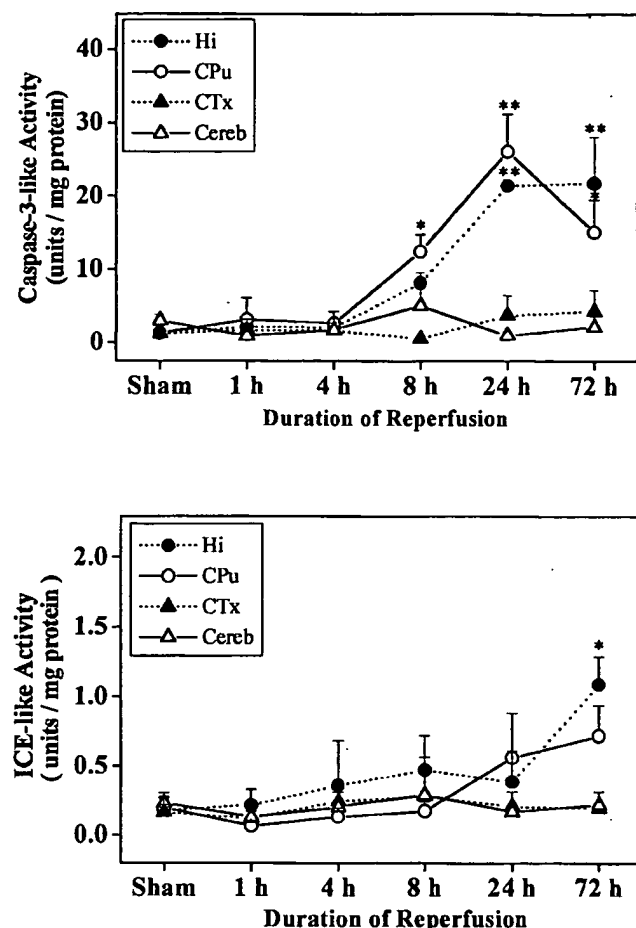 Caspase-3-like Activity
(units / mg protein)
40
30
20
10
0
Hi
CPu
CTx
Cereb
*
**
**
**
*
Sham 1 h 4 h 8 h 24 h 72 h
Duration of Reperfusion
ICE-like Activity
( units / mg protein )
2.0
1.5
1.0
0.5
0.0
Hi
CPu
CTx
Cereb
*
Sham 1 h 4 h 8 h 24 h 72 h
Duration of Reperfusion